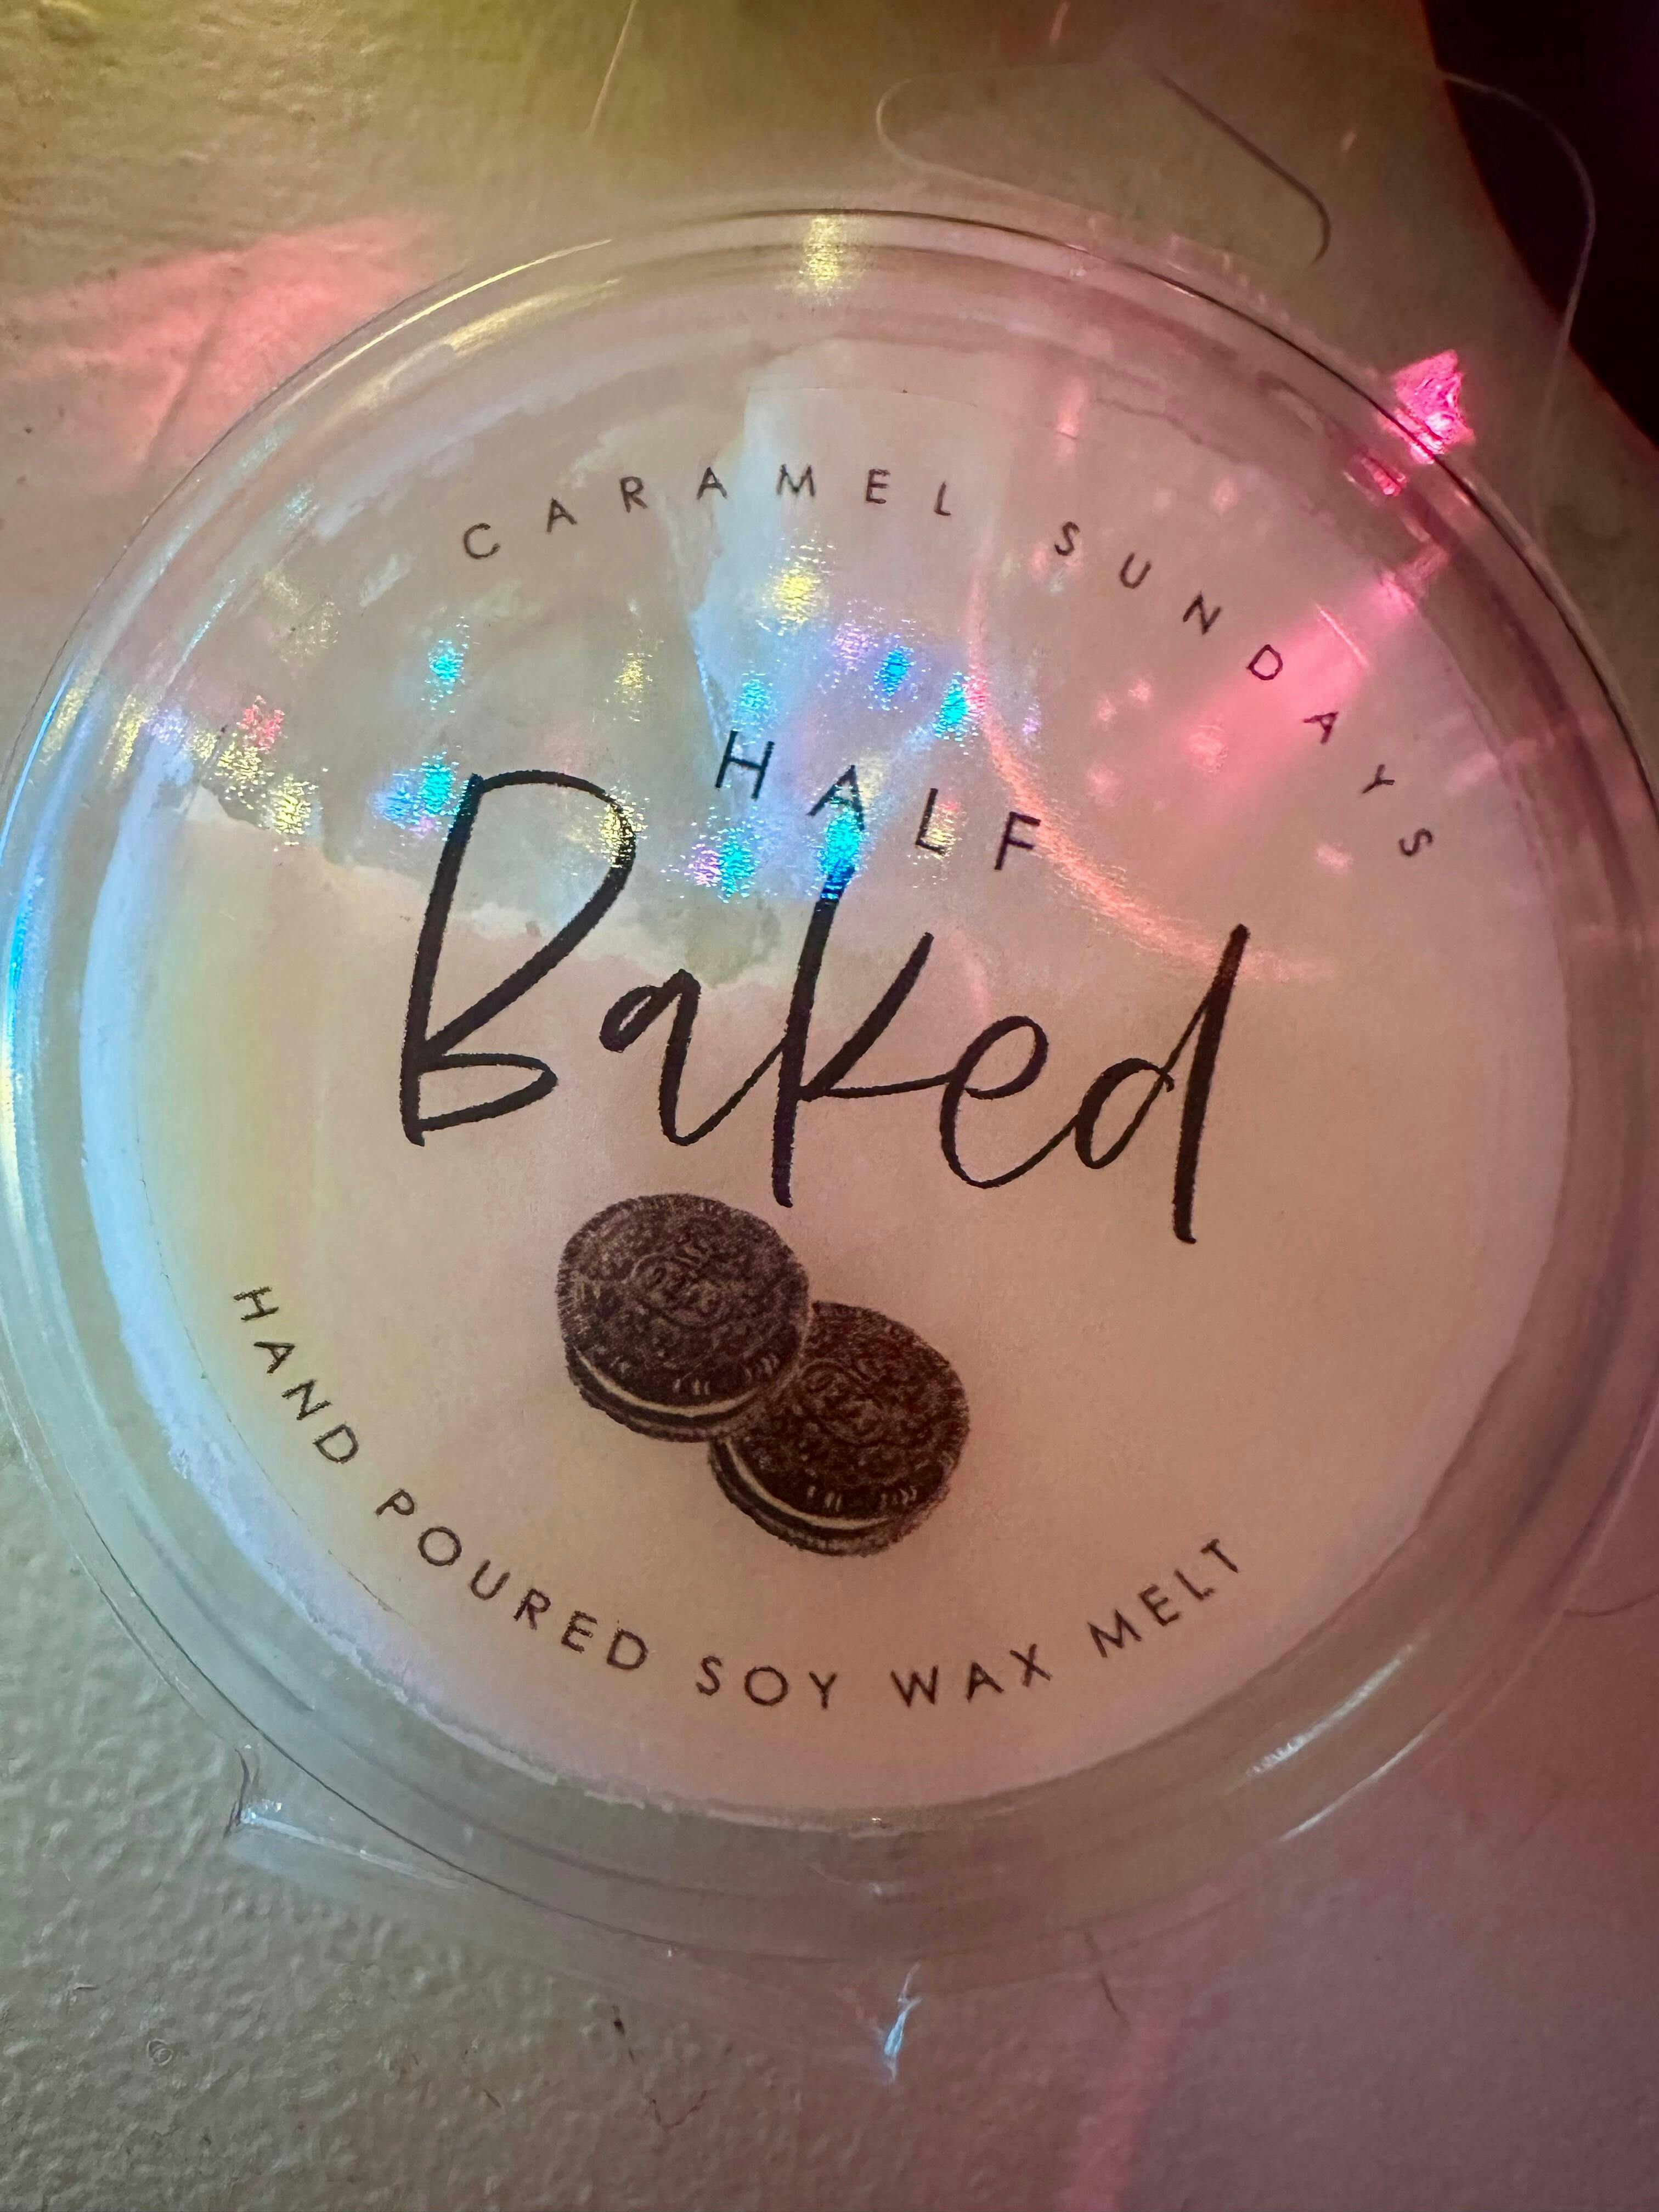 CARAMEL SUNDAYS
HALF
Baked
HAND POURED SOY WAX MELT